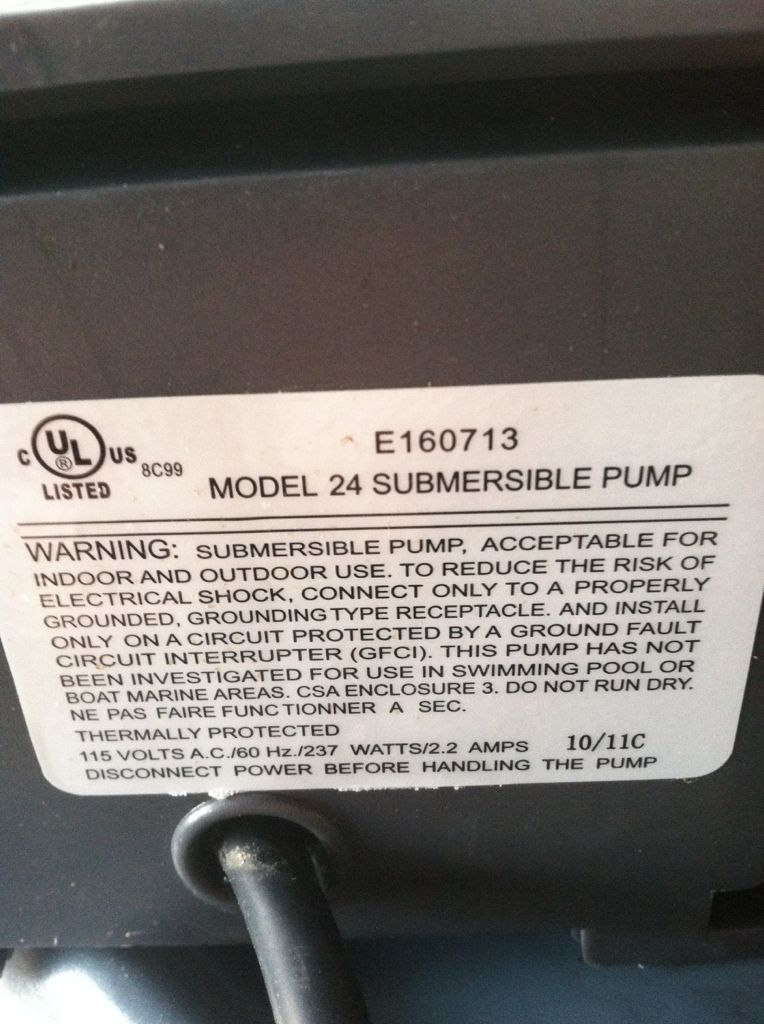 E160713
C UL ® US 8C99
LISTED
MODEL 24 SUBMERSIBLE PUMP
WARNING: SUBMERSIBLE PUMP, ACCEPTABLE FOR
INDOOR AND OUTDOOR USE. TO REDUCE THE RISK OF
ELECTRICAL SHOCK, CONNECT ONLY TO A PROPERLY
GROUNDED, GROUNDING TYPE RECEPTACLE. AND INSTALL
ONLY ON A CIRCUIT PROTECTED BY A GROUND FAULT
CIRCUIT INTERRUPTER (GFCI). THIS PUMP HAS NOT
BEEN INVESTIGATED FOR USE IN SWIMMING POOL OR
BOAT MARINE AREAS. CSA ENCLOSURE 3. DO NOT RUN DRY.
NE PAS FAIRE FUNCTIONNER A SEC.
THERMALLY PROTECTED
115 VOLTS A.C./60 Hz./237 WATTS/2.2 AMPS 10/11C
DISCONNECT POWER BEFORE HANDLING THE PUMP